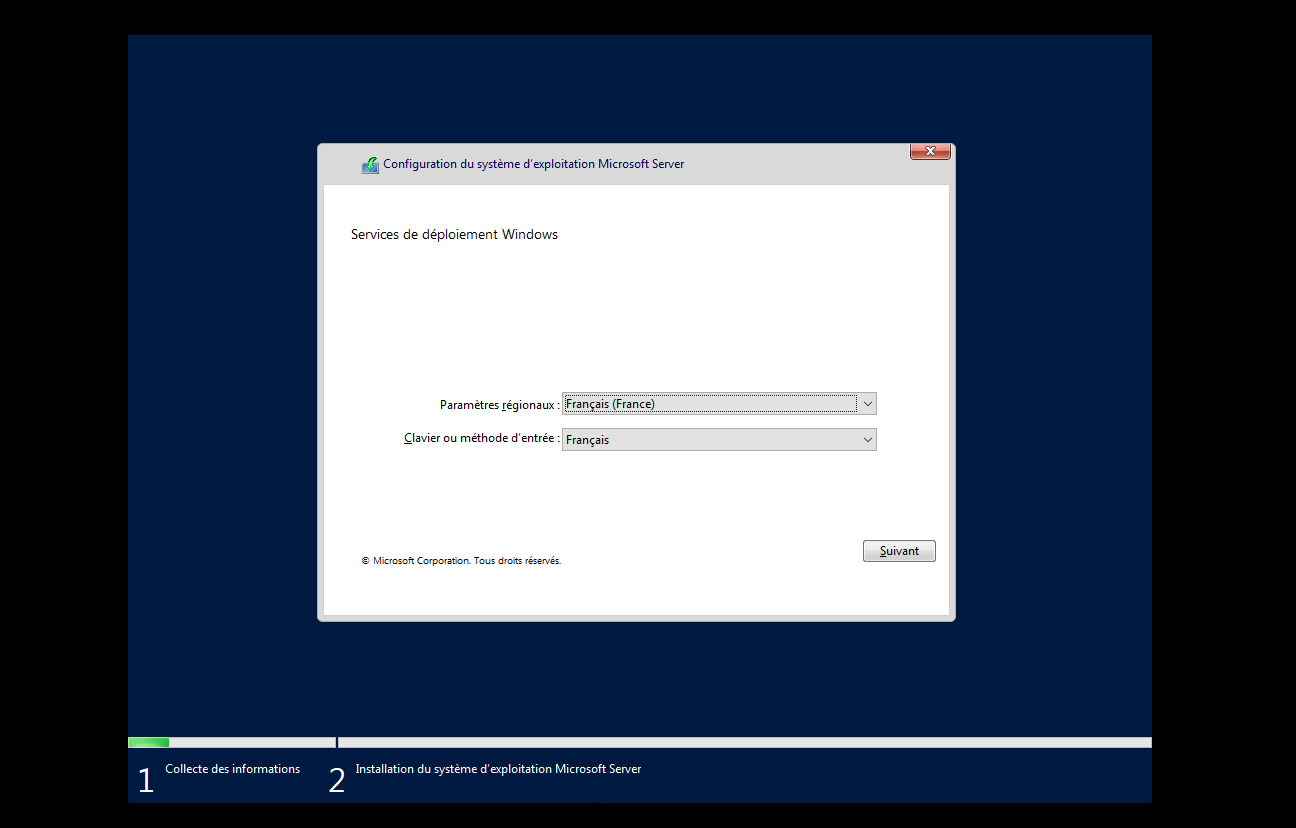 Configuration du système d'exploitation Microsoft Server
Services de déploiement Windows
Paramètres régionaux : Français (France)
Clavier ou méthode d'entrée : Français
Suivant
© Microsoft Corporation. Tous droits réservés.
1 Collecte des informations 2 Installation du système d'exploitation Microsoft Server